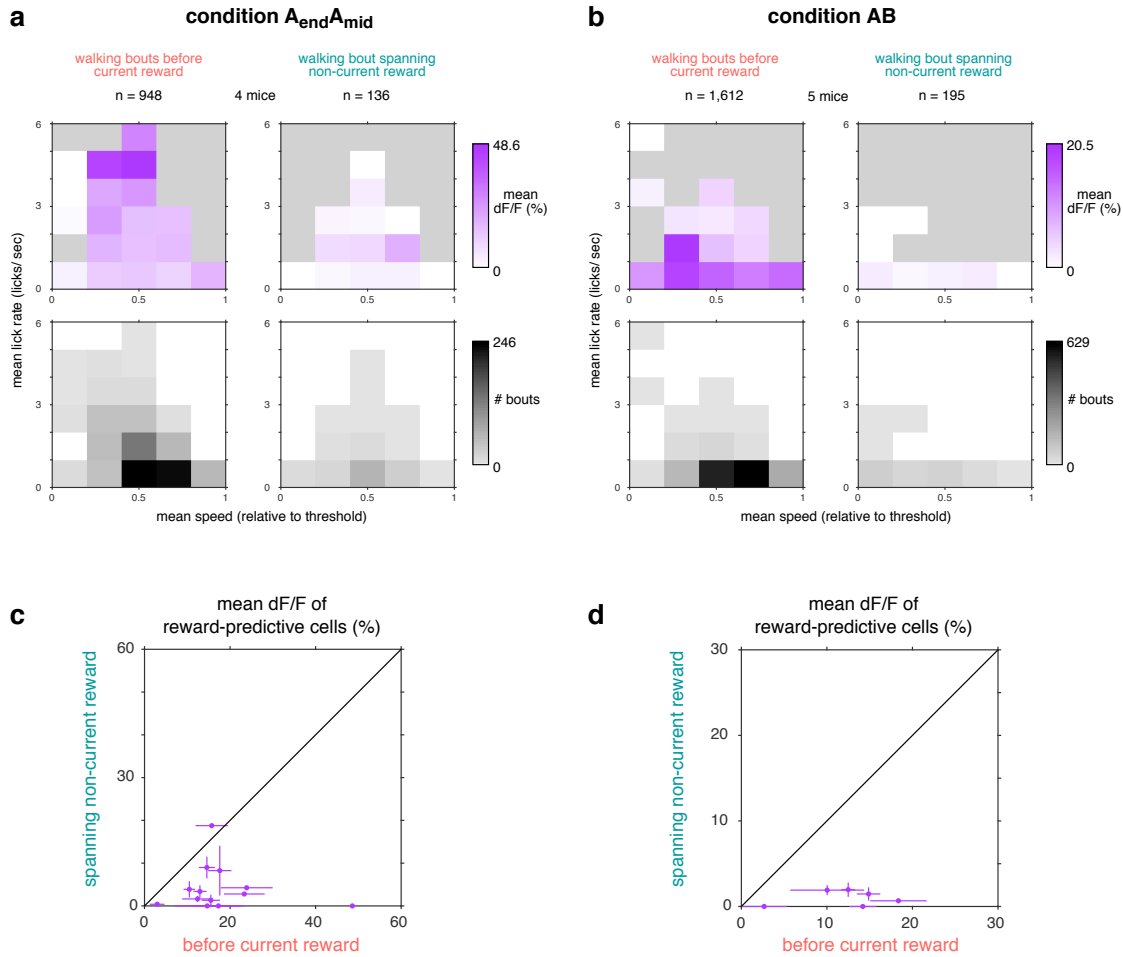 a
condition AendAmid
walking bouts before
current reward
walking bout spanning
non-current reward
n = 948
4 mice
n = 136
6
3
0
0
0.5
1
6
3
0
0
0.5
1
48.6
mean
dF/F (%)
0
mean lick rate (licks/ sec)
6
3
0
0
0.5
1
6
3
0
0
0.5
1
246
# bouts
0
mean speed (relative to threshold)
b
condition AB
walking bouts before
current reward
walking bout spanning
non-current reward
n = 1,612
5 mice
n = 195
6
3
0
0
0.5
1
6
3
0
0
0.5
1
20.5
mean
dF/F (%)
0
mean lick rate (licks/ sec)
6
3
0
0
0.5
1
6
3
0
0
0.5
1
629
# bouts
0
mean speed (relative to threshold)
c
mean dF/F of
reward-predictive cells (%)
spanning non-current reward
60
30
0
0
20
40
60
before current reward
d
mean dF/F of
reward-predictive cells (%)
spanning non-current reward
30
20
10
0
0
10
20
30
before current reward